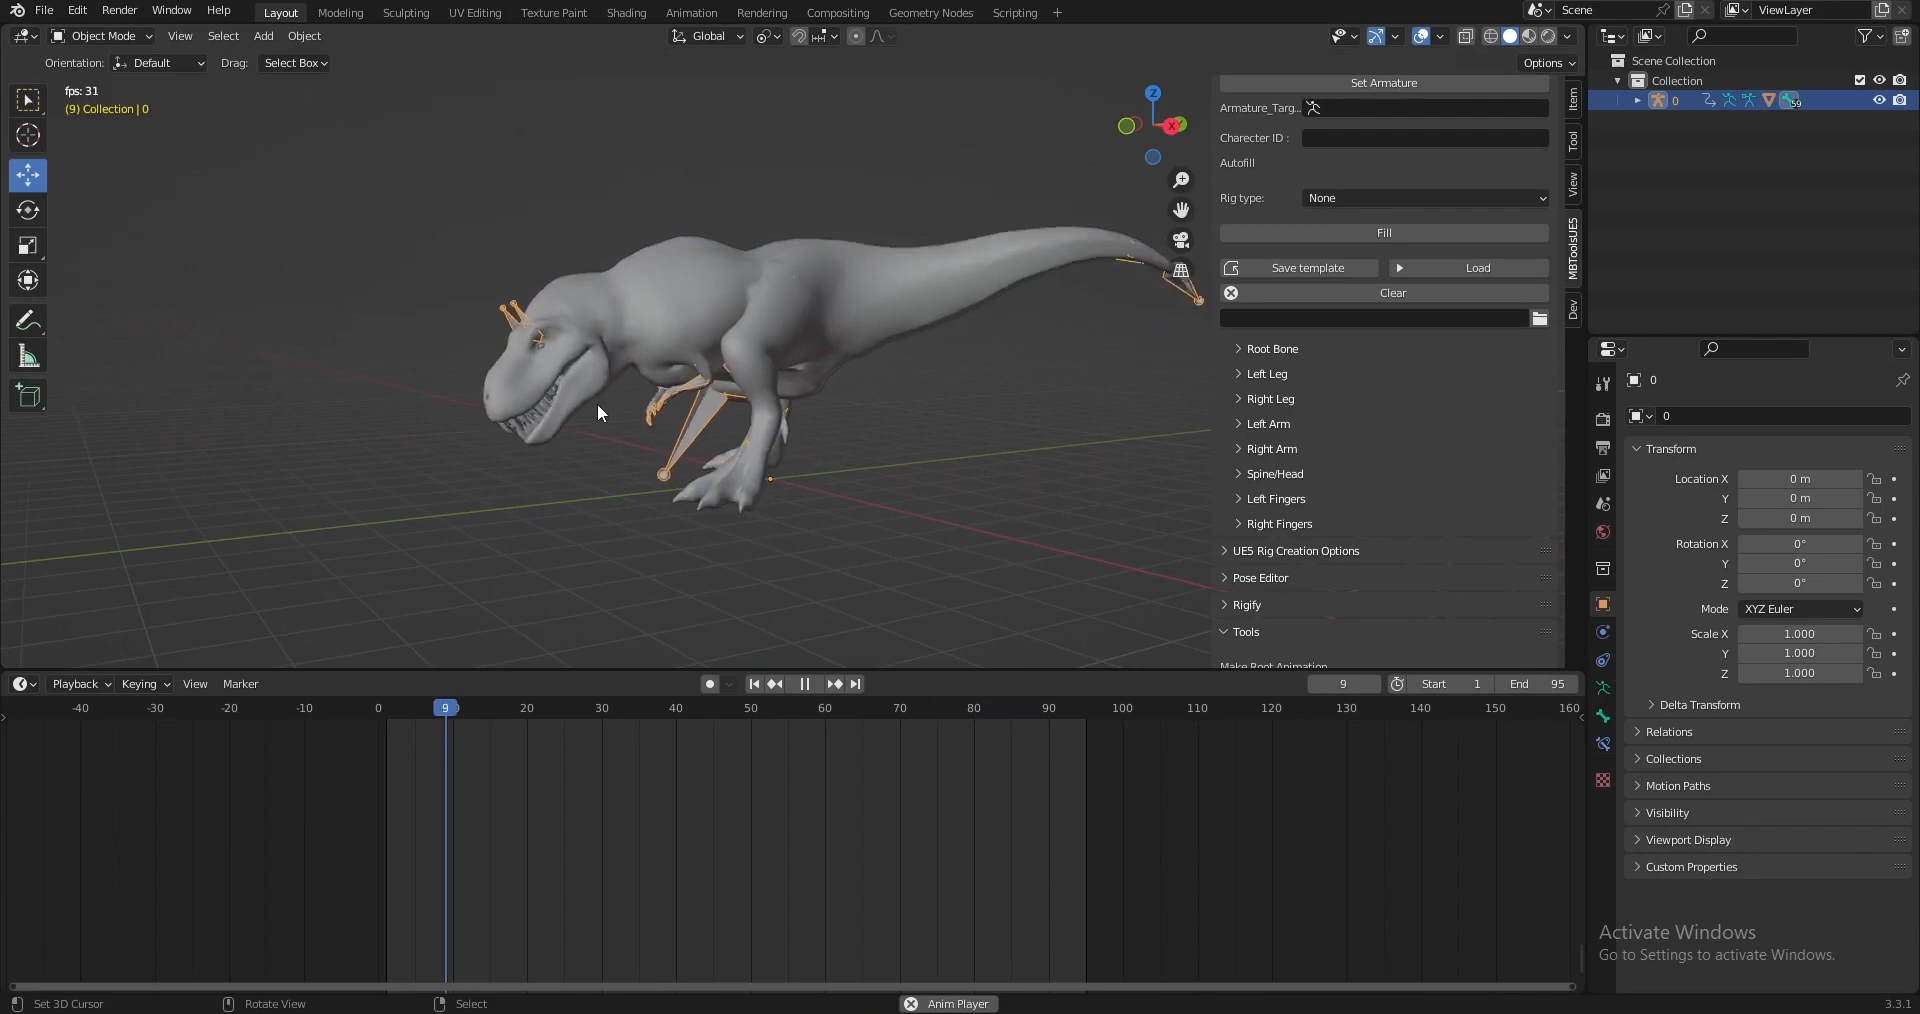 File Edit Render Window Help Layout Modeling Sculpting UV Editing Texture Paint Shading Animation Rendering Compositing Geometry Nodes Scripting + Scene ViewLayer
Object Mode View Select Add Object Global
Orientation: Default Drag: Select Box Options
fps: 31
(9) Collection | 0
Z
X
Set Armature
Armature_Targ...
Charecter ID :
Autofill
Rig type: None
Fill
Save template Load
Clear
Root Bone
Left Leg
Right Leg
Left Arm
Right Arm
Spine/Head
Left Fingers
Right Fingers
UE5 Rig Creation Options
Pose Editor
Rigify
Tools
Make Root Animation
Item
Tool
View
MBToolsUE5
Dev
Scene Collection
Collection
0 59
0
0
Transform
Location X 0 m
Y 0 m
Z 0 m
Rotation X 0°
Y 0°
Z 0°
Mode XYZ Euler
Scale X 1.000
Y 1.000
Z 1.000
Delta Transform
Relations
Collections
Motion Paths
Visibility
Viewport Display
Custom Properties
Playback Keying View Marker 9 Start 1 End 95
-40 -30 -20 -10 0 9 20 30 40 50 60 70 80 90 100 110 120 130 140 150 160
Activate Windows
Go to Settings to activate Windows.
Set 3D Cursor Rotate View Select Anim Player 3.3.1